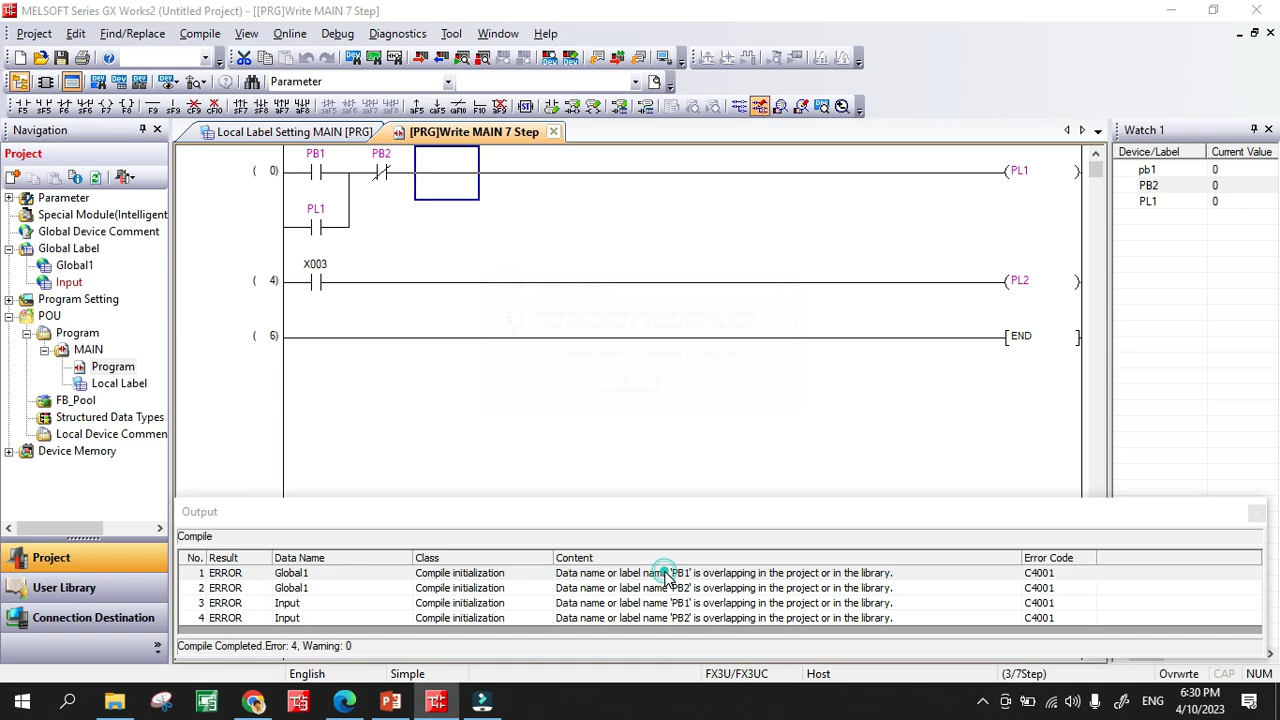 MELSOFT Series GX Works2 (Untitled Project) - [[PRG]Write MAIN 7 Step]
Project Edit Find/Replace Compile View Online Debug Diagnostics Tool Window Help
Parameter
Navigation
Project
Parameter
Special Module(Intelligent
Global Device Comment
Global Label
Global1
Input
Program Setting
POU
Program
MAIN
Program
Local Label
FB_Pool
Structured Data Types
Local Device Commen
Device Memory
Project
User Library
Connection Destination
Local Label Setting MAIN [PRG]
[PRG]Write MAIN 7 Step
PB1 PB2
( 0) (PL1 )
PL1
X003
( 4) (PL2 )
( 6) [END ]
Watch 1
Device/Label Current Value
pb1 0
PB2 0
PL1 0
Output
Compile
No. Result Data Name Class Content Error Code
1 ERROR Global1 Compile initialization Data name or label name 'PB1' is overlapping in the project or in the library. C4001
2 ERROR Global1 Compile initialization Data name or label name 'PB2' is overlapping in the project or in the library. C4001
3 ERROR Input Compile initialization Data name or label name 'PB1' is overlapping in the project or in the library. C4001
4 ERROR Input Compile initialization Data name or label name 'PB2' is overlapping in the project or in the library. C4001
Compile Completed.Error: 4, Warning: 0
English Simple FX3U/FX3UC Host (3/7Step) Ovrwrte CAP NUM
ENG
6:30 PM
4/10/2023